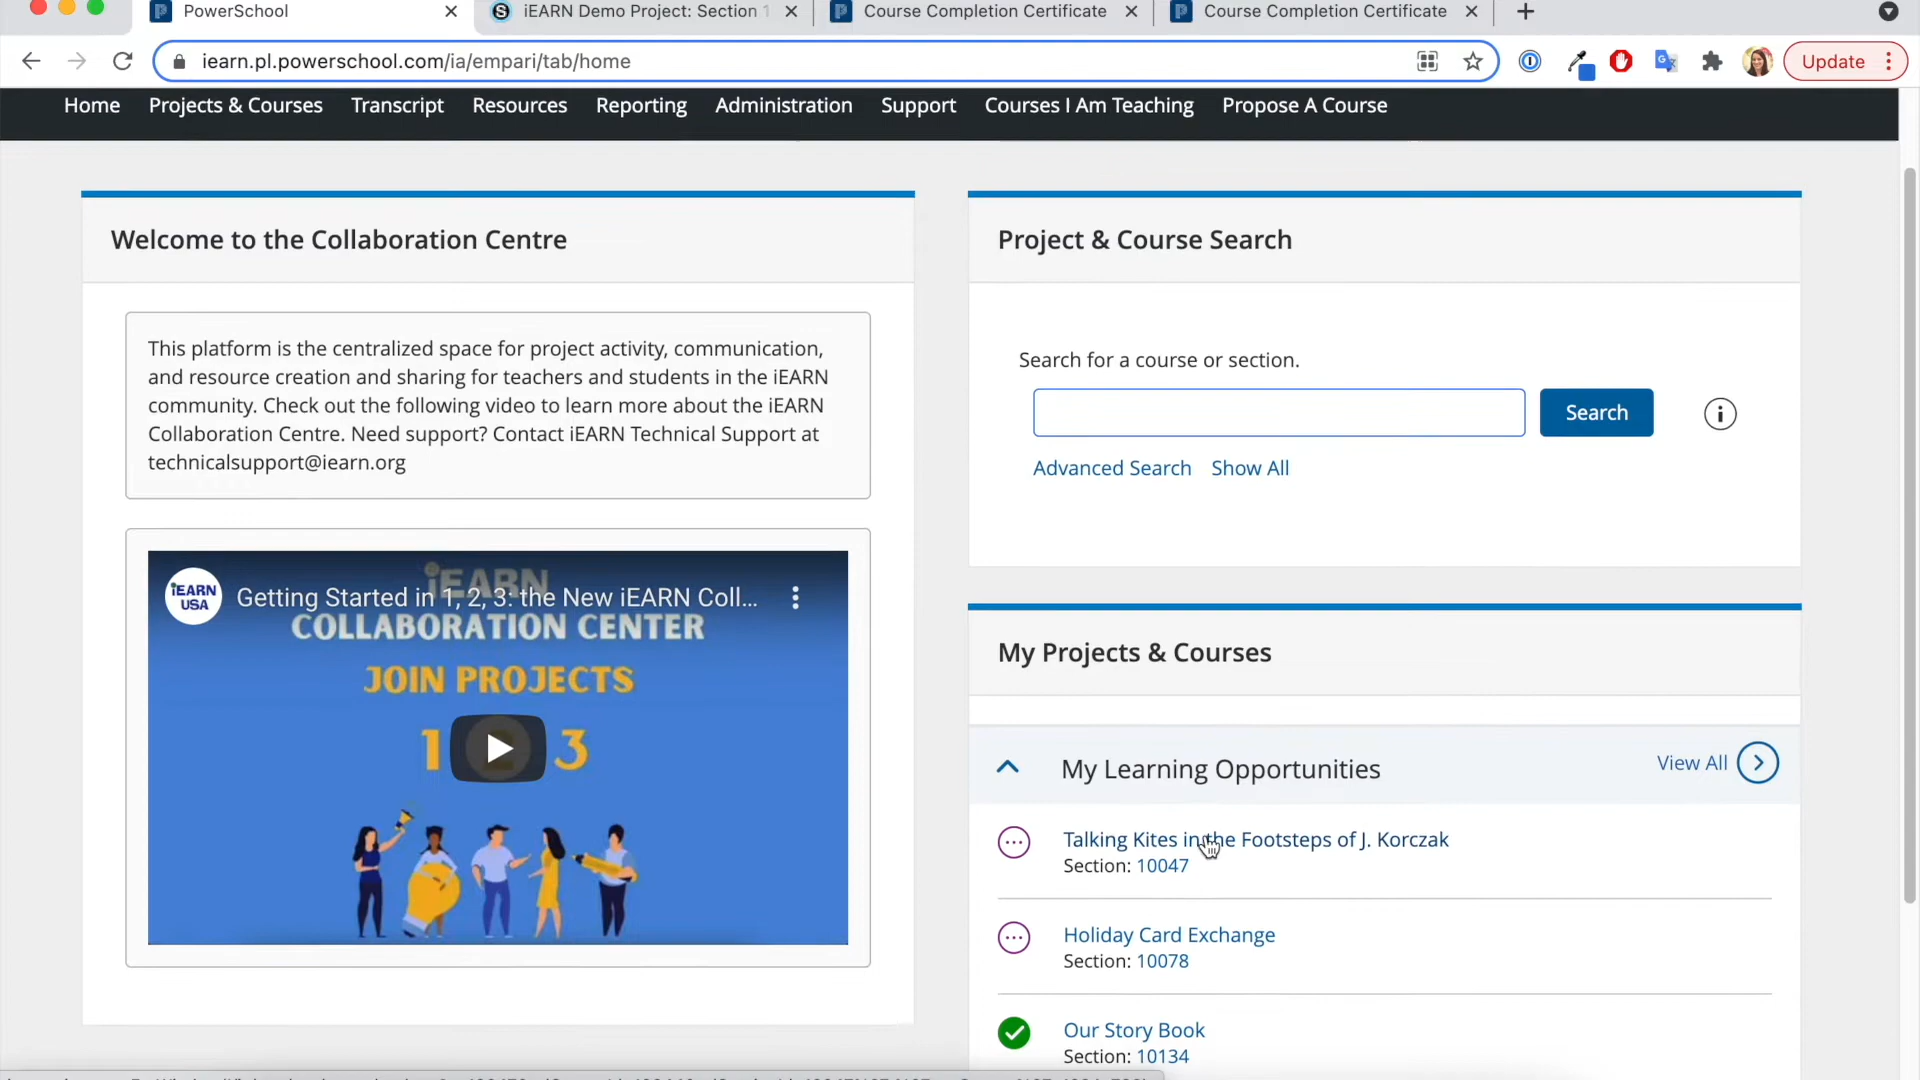 PowerSchool
iEARN Demo Project: Section 1
Course Completion Certificate
Course Completion Certificate
iearn.pl.powerschool.com/ia/empari/tab/home
Update
Home Projects & Courses Transcript Resources Reporting Administration Support Courses I Am Teaching Propose A Course
Welcome to the Collaboration Centre
This platform is the centralized space for project activity, communication,
and resource creation and sharing for teachers and students in the iEARN
community. Check out the following video to learn more about the iEARN
Collaboration Centre. Need support? Contact iEARN Technical Support at
technicalsupport@iearn.org
iEARN
USA
Getting Started in 1, 2, 3: the New iEARN Coll...
iEARN
COLLABORATION CENTER
JOIN PROJECTS
1 2 3
Project & Course Search
Search for a course or section.
Search
Advanced Search Show All
My Projects & Courses
My Learning Opportunities
View All
Talking Kites in the Footsteps of J. Korczak
Section: 10047
Holiday Card Exchange
Section: 10078
Our Story Book
Section: 10134